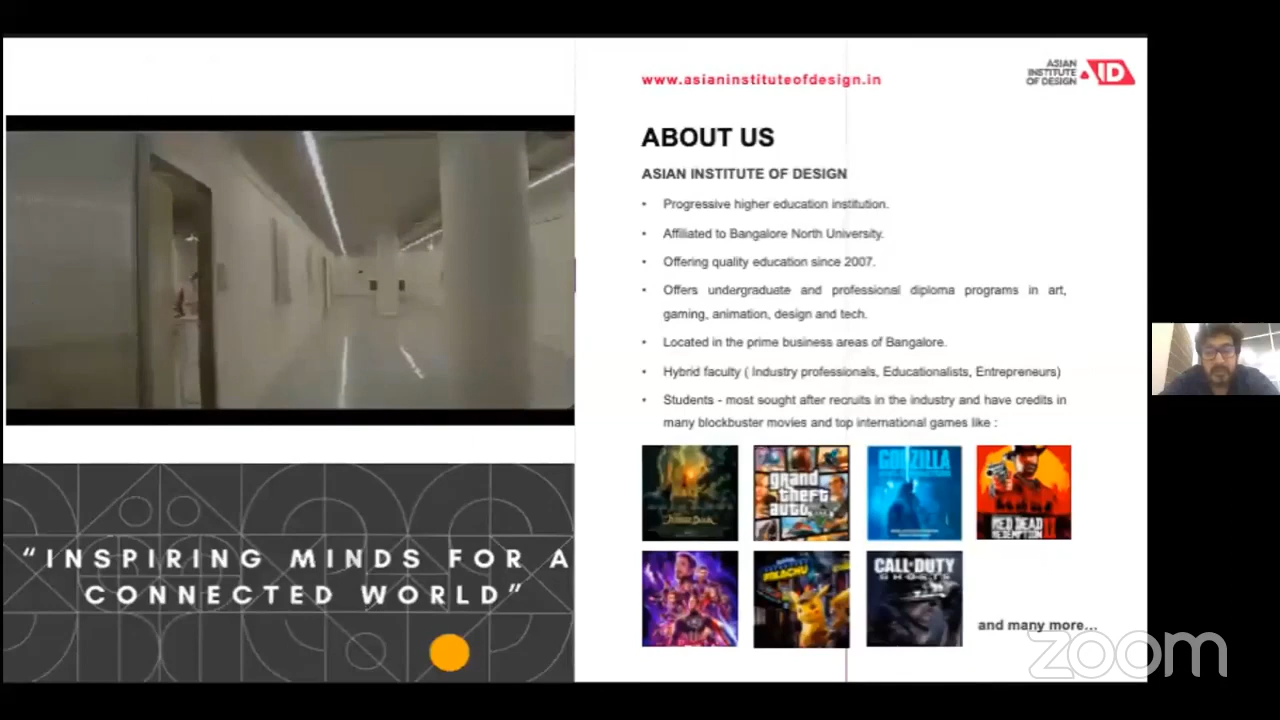 www.asianinstituteofdesign.in
ASIAN
INSTITUTE
OF DESIGN
AID
ABOUT US
ASIAN INSTITUTE OF DESIGN
• Progressive higher education institution.
• Affiliated to Bangalore North University.
• Offering quality education since 2007.
• Offers undergraduate and professional diploma programs in art,
gaming, animation, design and tech.
• Located in the prime business areas of Bangalore.
• Hybrid faculty ( Industry professionals, Educationalists, Entrepreneurs)
• Students - most sought after recruits in the industry and have credits in
many blockbuster movies and top international games like :
GODZILLA
grand
theft
auto
RED DEAD
REDEMPTION II
PIKACHU
CALL OF DUTY
GHOSTS
and many more...
“INSPIRING MINDS FOR A
CONNECTED WORLD”
zoom